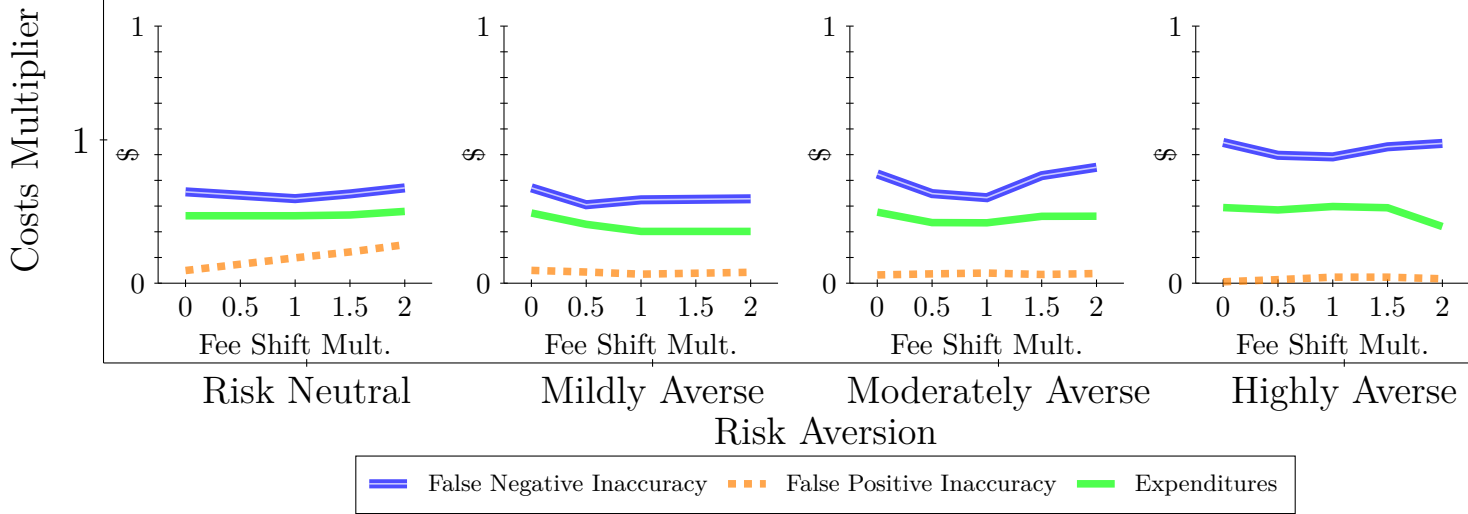 Costs Multiplier
1
1
0
$
0 0.5 1 1.5 2
Fee Shift Mult.
1
0
$
0 0.5 1 1.5 2
Fee Shift Mult.
1
0
$
0 0.5 1 1.5 2
Fee Shift Mult.
1
0
$
0 0.5 1 1.5 2
Fee Shift Mult.
Risk Neutral Mildly Averse Moderately Averse Highly Averse
Risk Aversion
False Negative Inaccuracy False Positive Inaccuracy Expenditures